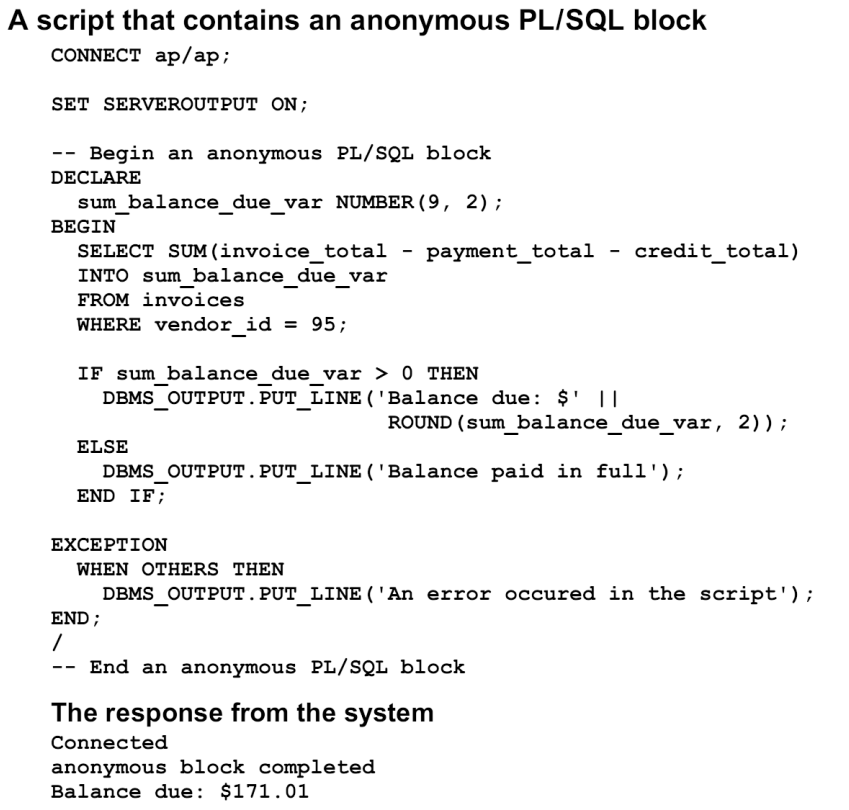 A script that contains an anonymous PL/SQL block
CONNECT ap/ap;
SET SERVEROUTPUT ON;
-- Begin an anonymous PL/SQL block
DECLARE
sum_balance_due_var NUMBER(9, 2);
BEGIN
SELECT SUM(invoice_total - payment_total - credit_total)
INTO sum_balance_due_var
FROM invoices
WHERE vendor_id = 95;
IF sum_balance_due_var > 0 THEN
DBMS_OUTPUT.PUT_LINE('Balance due: $' ||
ROUND(sum_balance_due_var, 2));
ELSE
DBMS_OUTPUT.PUT_LINE('Balance paid in full');
END IF;
EXCEPTION
WHEN OTHERS THEN
DBMS_OUTPUT.PUT_LINE('An error occured in the script');
END;
/
-- End an anonymous PL/SQL block
The response from the system
Connected
anonymous block completed
Balance due: $171.01